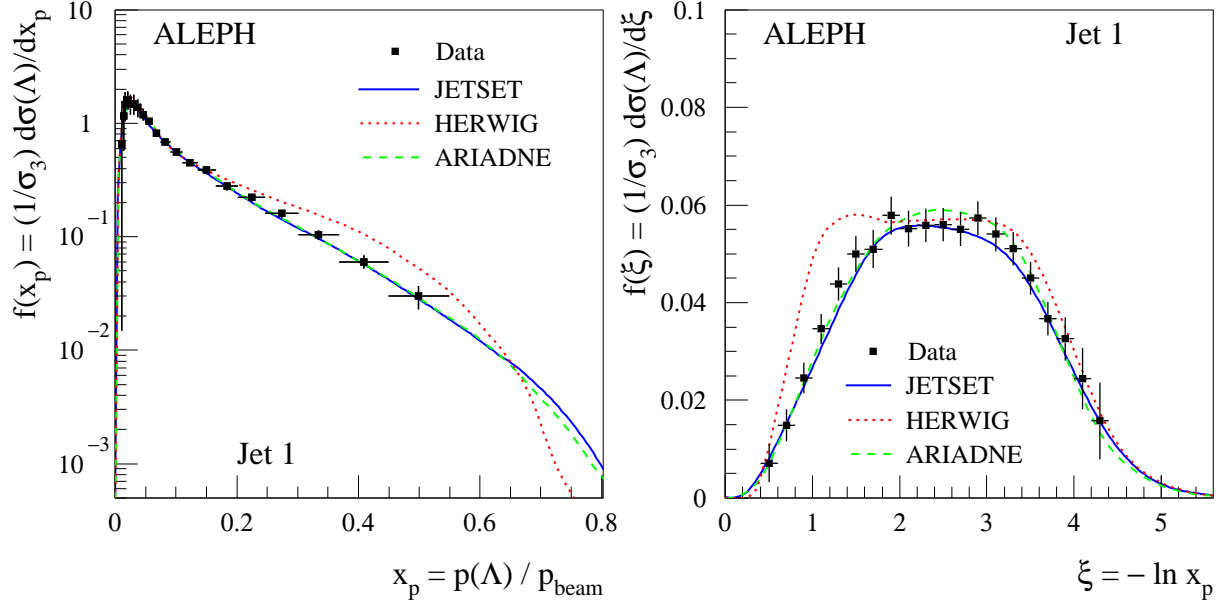 f(x_p) = (1/σ_3) dσ(Λ)/dx_p
ALEPH
Data
JETSET
HERWIG
ARIADNE
Jet 1
10
1
10^-1
10^-2
10^-3
0 0.2 0.4 0.6 0.8
x_p = p(Λ) / p_beam
f(ξ) = (1/σ_3) dσ(Λ)/dξ
ALEPH Jet 1
Data
JETSET
HERWIG
ARIADNE
0.1
0.08
0.06
0.04
0.02
0
0 1 2 3 4 5
ξ = − ln x_p